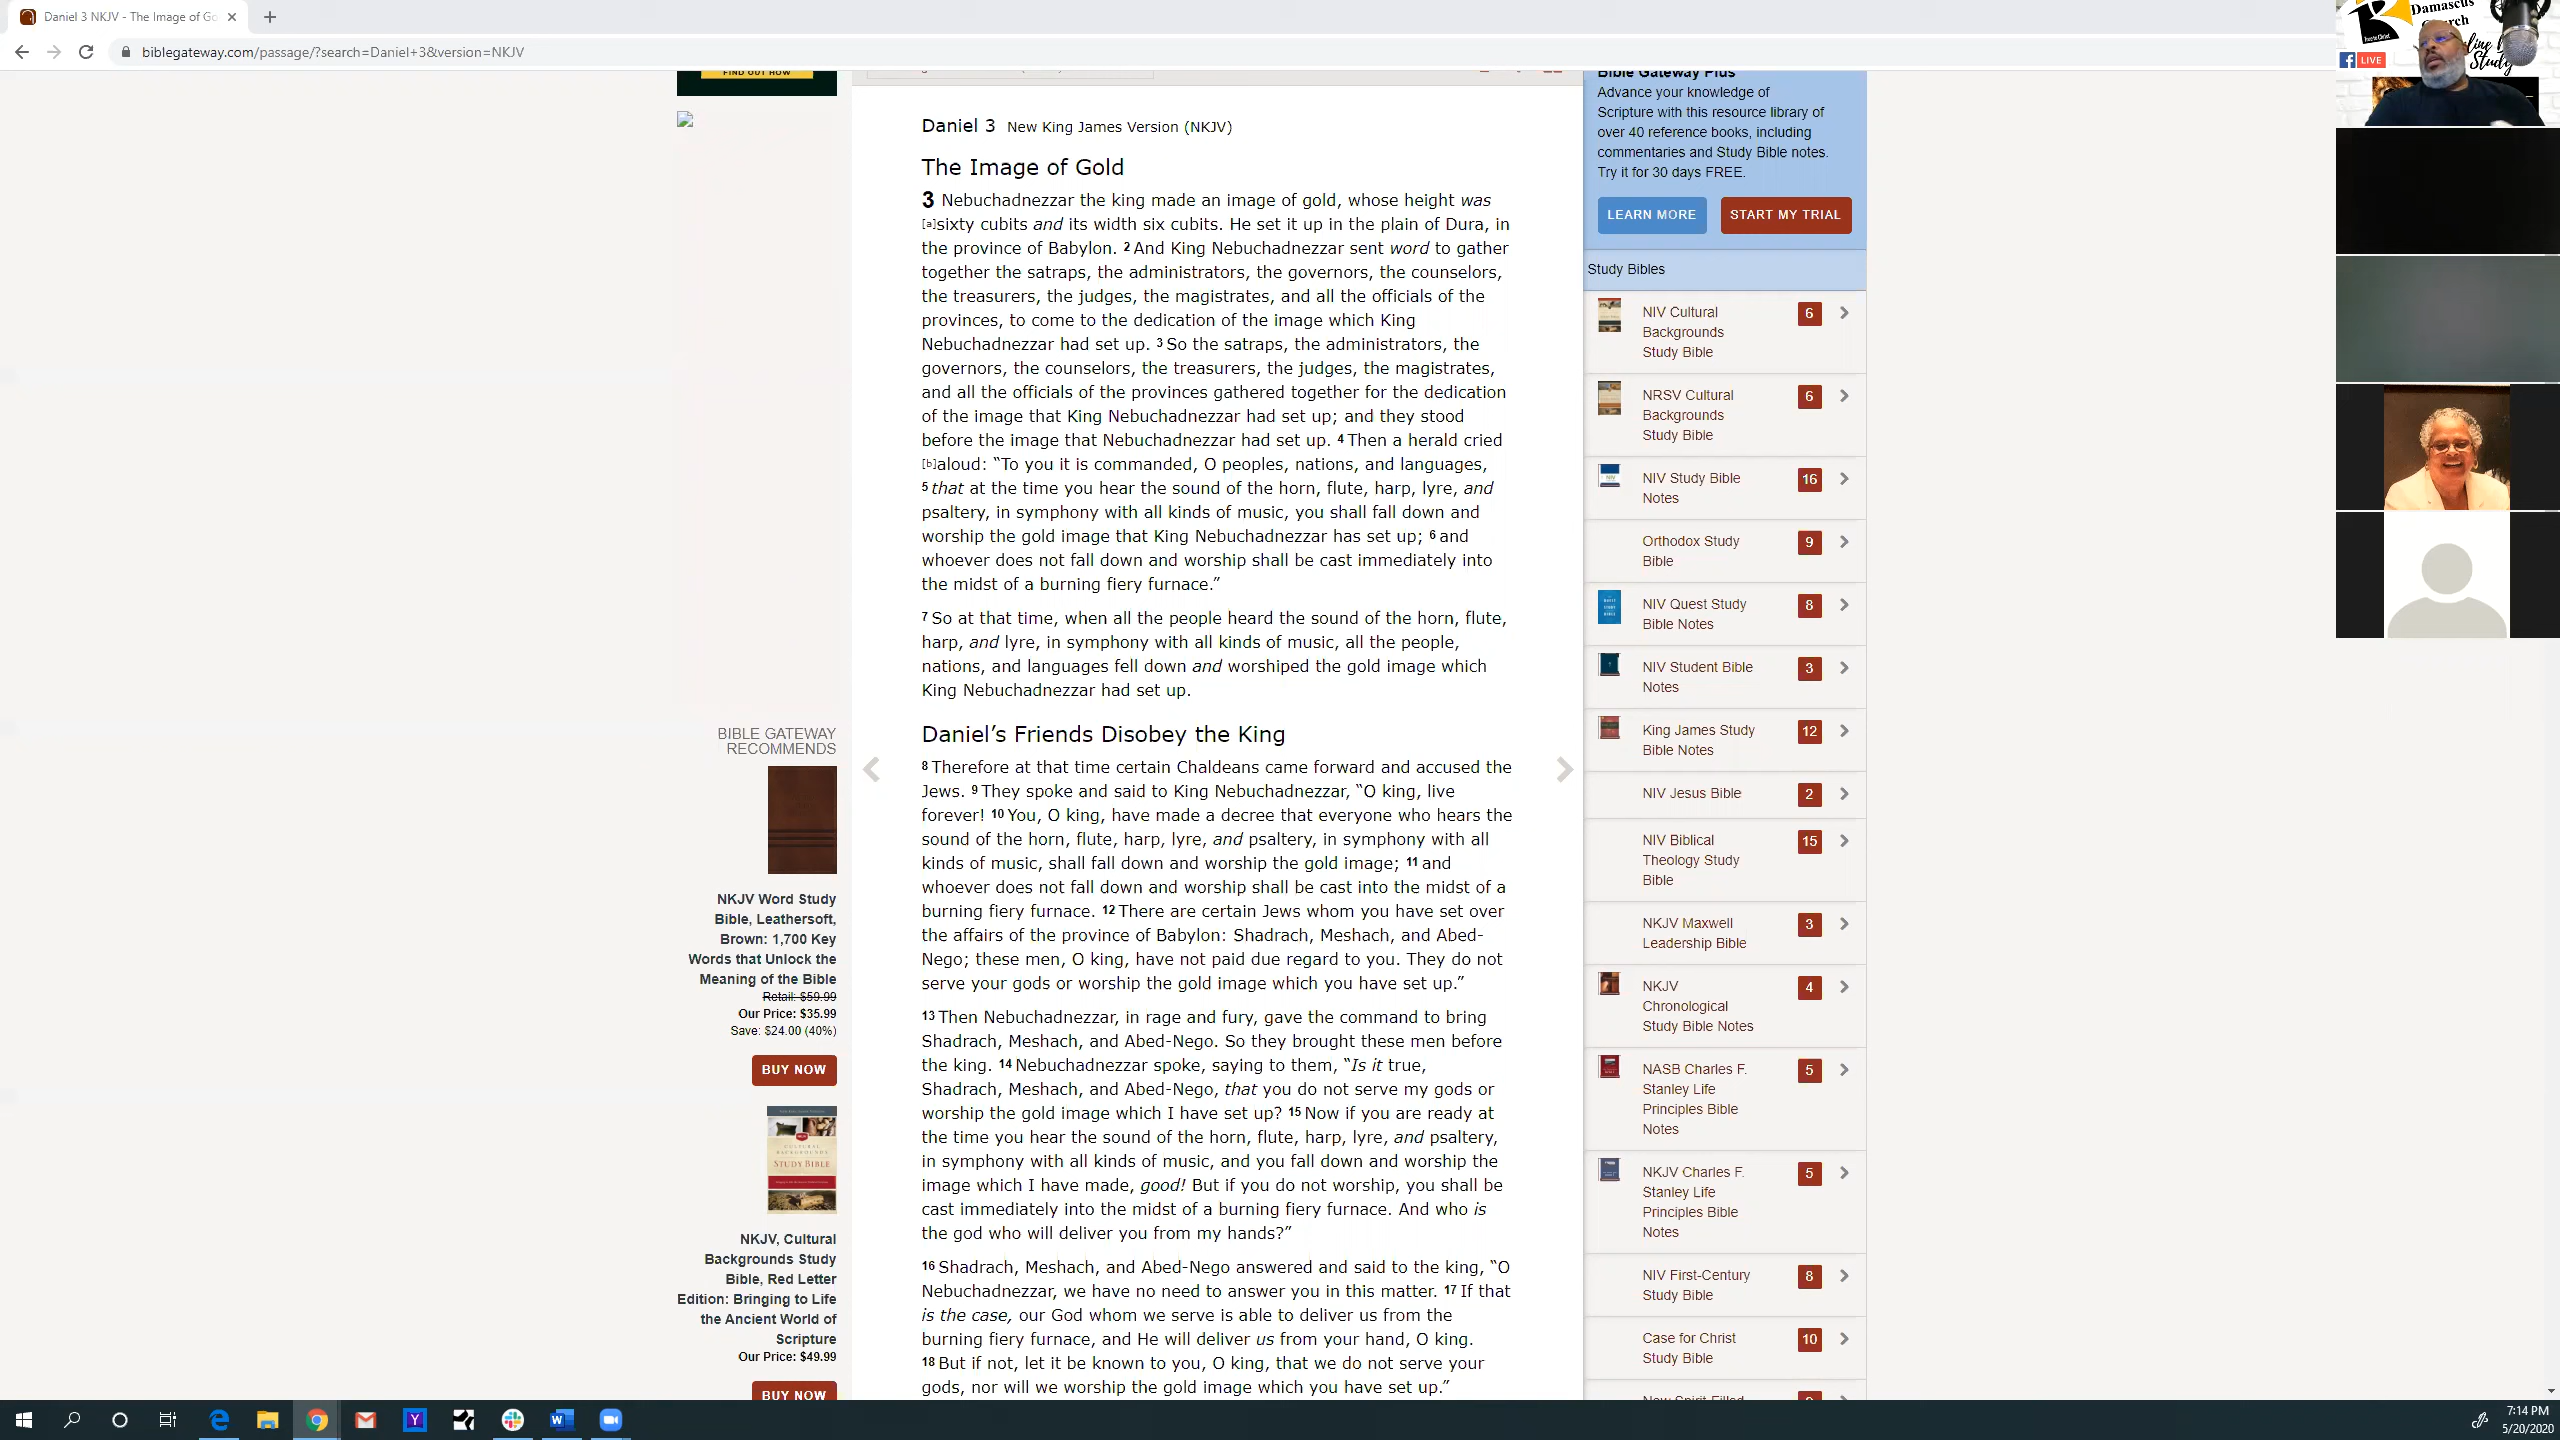 Daniel 3 NKJV - The Image of Go
biblegateway.com/passage/?search=Daniel+3&version=NKJV
FIND OUT HOW
BIBLE GATEWAY
RECOMMENDS
NKJV Word Study
Bible, Leathersoft,
Brown: 1,700 Key
Words that Unlock the
Meaning of the Bible
Retail: $59.99
Our Price: $35.99
Save: $24.00 (40%)
BUY NOW
STUDY BIBLE
NKJV, Cultural
Backgrounds Study
Bible, Red Letter
Edition: Bringing to Life
the Ancient World of
Scripture
Our Price: $49.99
BUY NOW
Daniel 3 New King James Version (NKJV)
The Image of Gold
3 Nebuchadnezzar the king made an image of gold, whose height was
[a]sixty cubits and its width six cubits. He set it up in the plain of Dura, in
the province of Babylon. 2 And King Nebuchadnezzar sent word to gather
together the satraps, the administrators, the governors, the counselors,
the treasurers, the judges, the magistrates, and all the officials of the
provinces, to come to the dedication of the image which King
Nebuchadnezzar had set up. 3 So the satraps, the administrators, the
governors, the counselors, the treasurers, the judges, the magistrates,
and all the officials of the provinces gathered together for the dedication
of the image that King Nebuchadnezzar had set up; and they stood
before the image that Nebuchadnezzar had set up. 4 Then a herald cried
[b]aloud: “To you it is commanded, O peoples, nations, and languages,
5 that at the time you hear the sound of the horn, flute, harp, lyre, and
psaltery, in symphony with all kinds of music, you shall fall down and
worship the gold image that King Nebuchadnezzar has set up; 6 and
whoever does not fall down and worship shall be cast immediately into
the midst of a burning fiery furnace.”
7 So at that time, when all the people heard the sound of the horn, flute,
harp, and lyre, in symphony with all kinds of music, all the people,
nations, and languages fell down and worshiped the gold image which
King Nebuchadnezzar had set up.
Daniel’s Friends Disobey the King
8 Therefore at that time certain Chaldeans came forward and accused the
Jews. 9 They spoke and said to King Nebuchadnezzar, “O king, live
forever! 10 You, O king, have made a decree that everyone who hears the
sound of the horn, flute, harp, lyre, and psaltery, in symphony with all
kinds of music, shall fall down and worship the gold image; 11 and
whoever does not fall down and worship shall be cast into the midst of a
burning fiery furnace. 12 There are certain Jews whom you have set over
the affairs of the province of Babylon: Shadrach, Meshach, and Abed-
Nego; these men, O king, have not paid due regard to you. They do not
serve your gods or worship the gold image which you have set up.”
13 Then Nebuchadnezzar, in rage and fury, gave the command to bring
Shadrach, Meshach, and Abed-Nego. So they brought these men before
the king. 14 Nebuchadnezzar spoke, saying to them, “Is it true,
Shadrach, Meshach, and Abed-Nego, that you do not serve my gods or
worship the gold image which I have set up? 15 Now if you are ready at
the time you hear the sound of the horn, flute, harp, lyre, and psaltery,
in symphony with all kinds of music, and you fall down and worship the
image which I have made, good! But if you do not worship, you shall be
cast immediately into the midst of a burning fiery furnace. And who is
the god who will deliver you from my hands?”
16 Shadrach, Meshach, and Abed-Nego answered and said to the king, “O
Nebuchadnezzar, we have no need to answer you in this matter. 17 If that
is the case, our God whom we serve is able to deliver us from the
burning fiery furnace, and He will deliver us from your hand, O king.
18 But if not, let it be known to you, O king, that we do not serve your
gods, nor will we worship the gold image which you have set up.”
Bible Gateway Plus
Advance your knowledge of
Scripture with this resource library of
over 40 reference books, including
commentaries and Study Bible notes.
Try it for 30 days FREE.
LEARN MORE START MY TRIAL
Study Bibles
NIV Cultural 6
Backgrounds
Study Bible
NRSV Cultural 6
Backgrounds
Study Bible
NIV Study Bible 16
Notes
Orthodox Study 9
Bible
NIV Quest Study 8
Bible Notes
NIV Student Bible 3
Notes
King James Study 12
Bible Notes
NIV Jesus Bible 2
NIV Biblical 15
Theology Study
Bible
NKJV Maxwell 3
Leadership Bible
NKJV 4
Chronological
Study Bible Notes
NASB Charles F. 5
Stanley Life
Principles Bible
Notes
NKJV Charles F. 5
Stanley Life
Principles Bible
Notes
NIV First-Century 8
Study Bible
Case for Christ 10
Study Bible
Damascus
Church
Study
LIVE
7:14 PM
5/20/2020